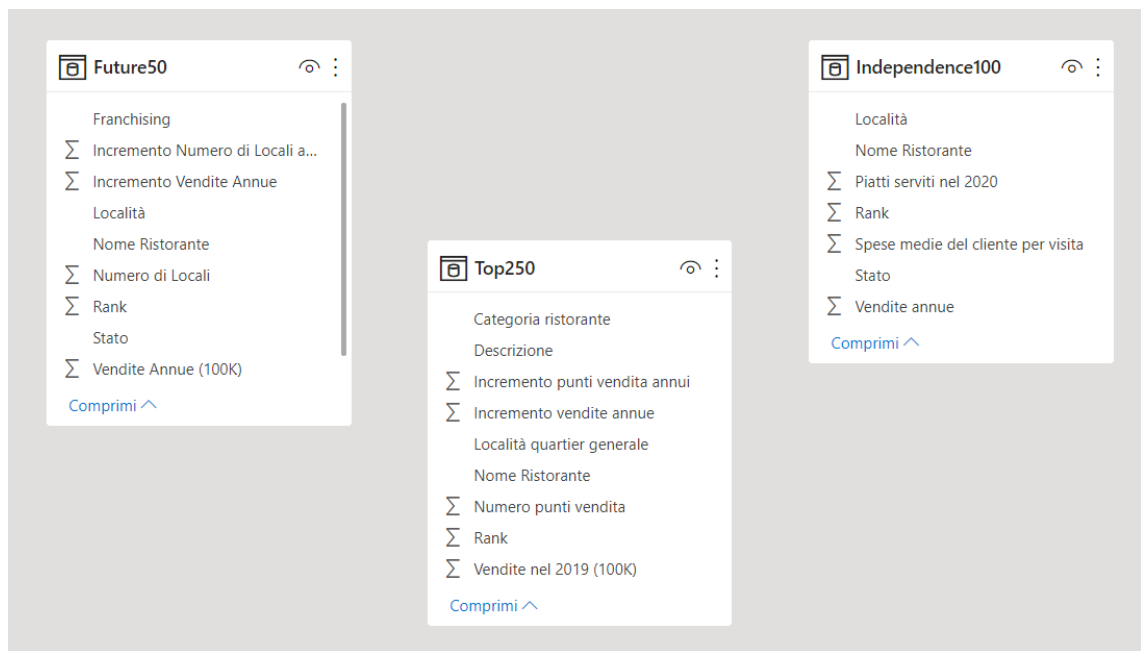 Future50
Franchising
Incremento Numero di Locali a...
Incremento Vendite Annue
Località
Nome Ristorante
Numero di Locali
Rank
Stato
Vendite Annue (100K)
Comprimi
Top250
Categoria ristorante
Descrizione
Incremento punti vendita annui
Incremento vendite annue
Località quartier generale
Nome Ristorante
Numero punti vendita
Rank
Vendite nel 2019 (100K)
Comprimi
Independence100
Località
Nome Ristorante
Piatti serviti nel 2020
Rank
Spese medie del cliente per visita
Stato
Vendite annue
Comprimi